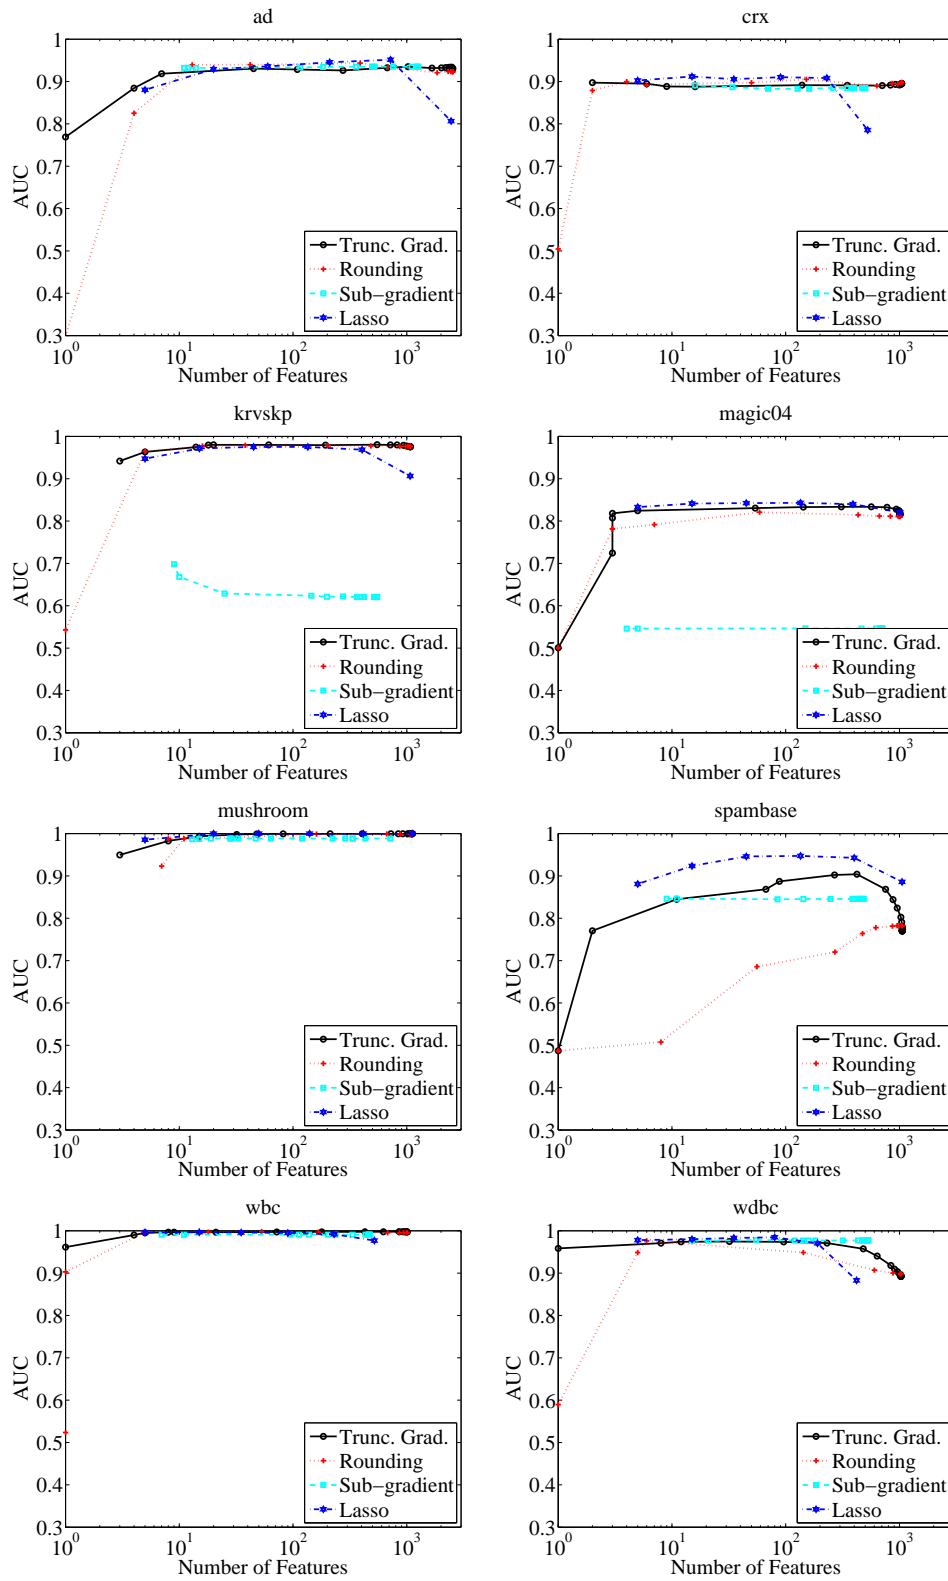 ad
1
0.9
0.8
0.7
0.6
0.5
0.4
0.3
AUC
Trunc. Grad.
Rounding
Sub−gradient
Lasso
10^0 10^1 10^2 10^3
Number of Features
crx
1
0.9
0.8
0.7
0.6
0.5
0.4
0.3
AUC
Trunc. Grad.
Rounding
Sub−gradient
Lasso
10^0 10^1 10^2 10^3
Number of Features
krvskp
1
0.9
0.8
0.7
0.6
0.5
0.4
0.3
AUC
Trunc. Grad.
Rounding
Sub−gradient
Lasso
10^0 10^1 10^2 10^3
Number of Features
magic04
1
0.9
0.8
0.7
0.6
0.5
0.4
0.3
AUC
Trunc. Grad.
Rounding
Sub−gradient
Lasso
10^0 10^1 10^2 10^3
Number of Features
mushroom
1
0.9
0.8
0.7
0.6
0.5
0.4
0.3
AUC
Trunc. Grad.
Rounding
Sub−gradient
Lasso
10^0 10^1 10^2 10^3
Number of Features
spambase
1
0.9
0.8
0.7
0.6
0.5
0.4
0.3
AUC
Trunc. Grad.
Rounding
Sub−gradient
Lasso
10^0 10^1 10^2 10^3
Number of Features
wbc
1
0.9
0.8
0.7
0.6
0.5
0.4
0.3
AUC
Trunc. Grad.
Rounding
Sub−gradient
Lasso
10^0 10^1 10^2 10^3
Number of Features
wdbc
1
0.9
0.8
0.7
0.6
0.5
0.4
0.3
AUC
Trunc. Grad.
Rounding
Sub−gradient
Lasso
10^0 10^1 10^2 10^3
Number of Features